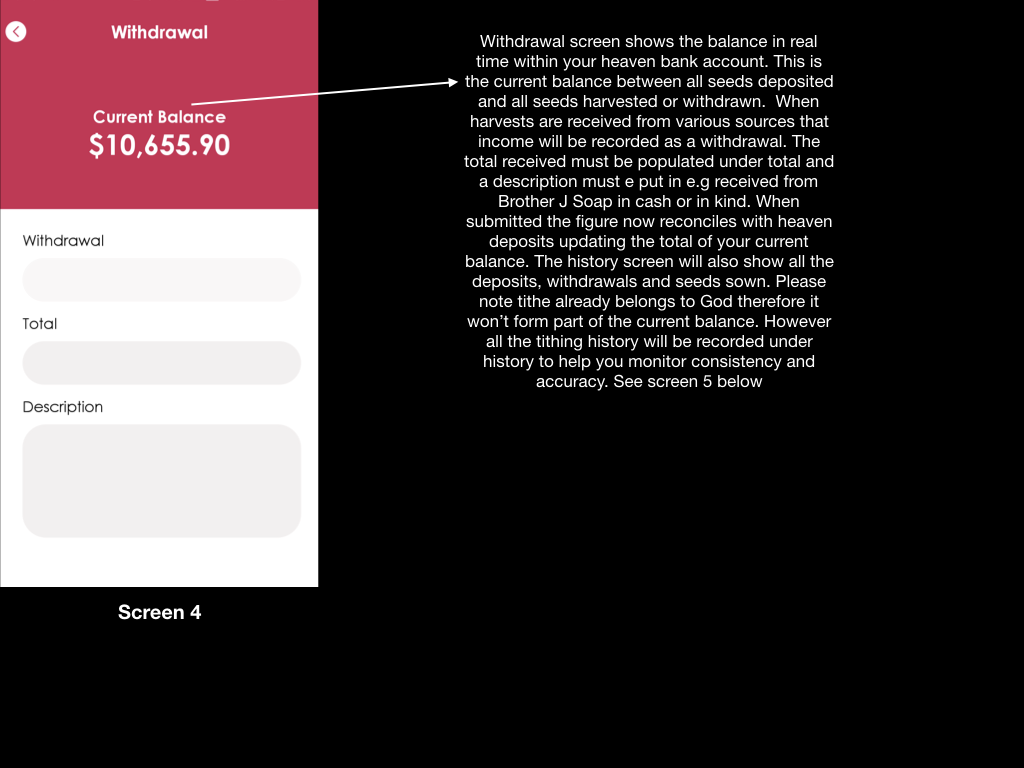 Withdrawal
Current Balance
$10,655.90
Withdrawal
Total
Description
Screen 4
Withdrawal screen shows the balance in real
time within your heaven bank account. This is
the current balance between all seeds deposited
and all seeds harvested or withdrawn.  When
harvests are received from various sources that
income will be recorded as a withdrawal. The
total received must be populated under total and
a description must e put in e.g received from
Brother J Soap in cash or in kind. When
submitted the figure now reconciles with heaven
deposits updating the total of your current
balance. The history screen will also show all the
deposits, withdrawals and seeds sown. Please
note tithe already belongs to God therefore it
won’t form part of the current balance. However
all the tithing history will be recorded under
history to help you monitor consistency and
accuracy. See screen 5 below